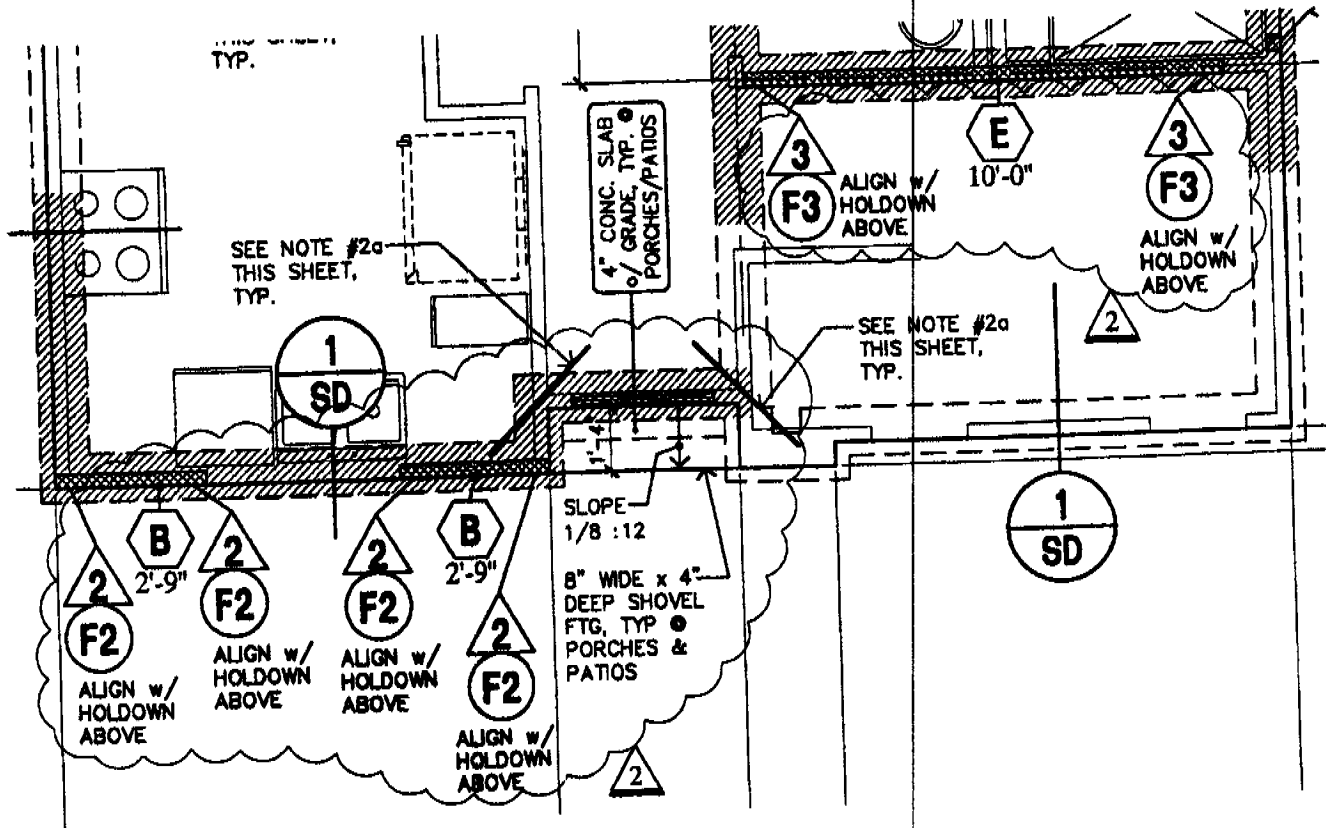 TYP.
4" CONC. SLAB
o/ GRADE, TYP. @
PORCHES/PATIOS
3
F3
ALIGN w/
HOLDOWN
ABOVE
E
10'-0"
3
F3
ALIGN w/
HOLDOWN
ABOVE
2
SEE NOTE #2a
THIS SHEET,
TYP.
SEE NOTE #2a
THIS SHEET,
TYP.
1
SD
1'-4"
SLOPE
1/8 :12
8" WIDE x 4"
DEEP SHOVEL
FTG, TYP @
PORCHES &
PATIOS
1
SD
B
2'-9"
B
2'-9"
2
F2
ALIGN w/
HOLDOWN
ABOVE
2
F2
ALIGN w/
HOLDOWN
ABOVE
2
F2
ALIGN w/
HOLDOWN
ABOVE
2
F2
ALIGN w/
HOLDOWN
ABOVE
2